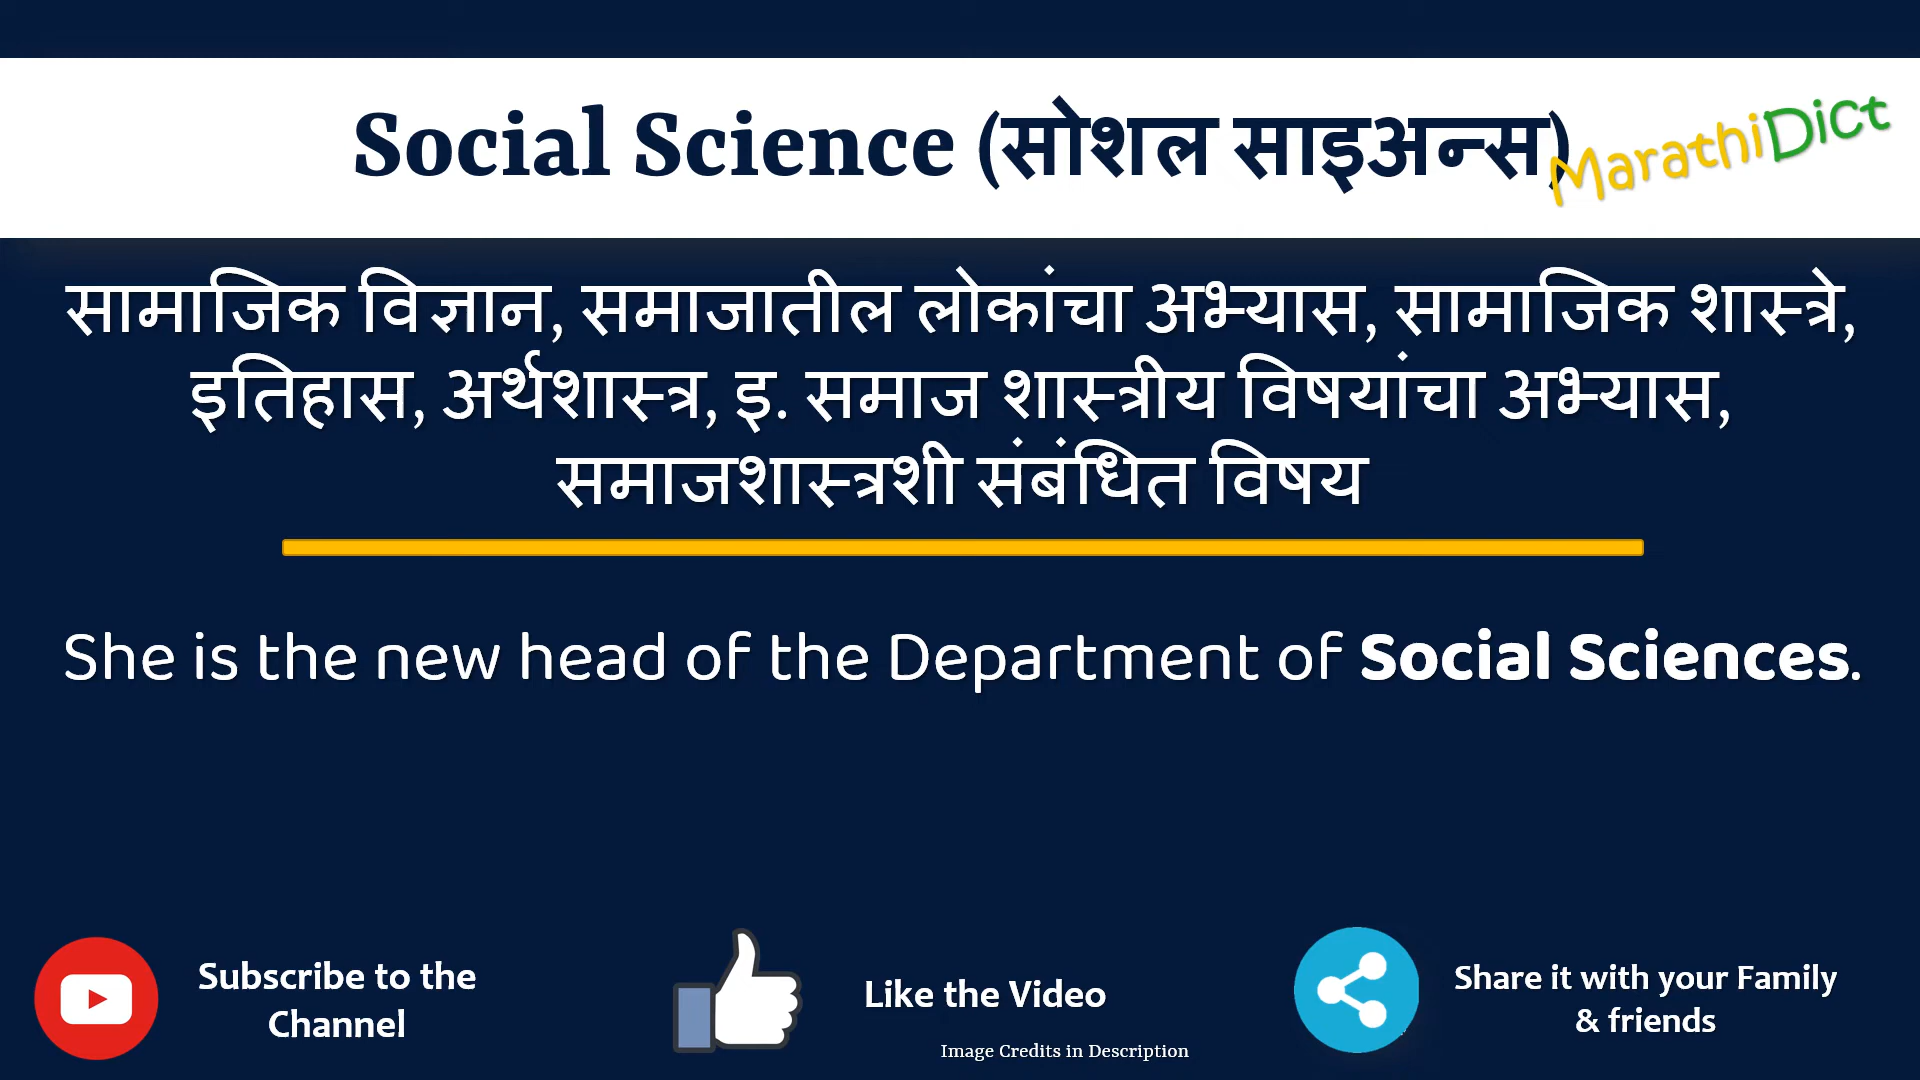 Social Science (सोशल साइअन्स)
MarathiDict
सामाजिक विज्ञान, समाजातील लोकांचा अभ्यास, सामाजिक शास्त्रे,
इतिहास, अर्थशास्त्र, इ. समाज शास्त्रीय विषयांचा अभ्यास,
समाजशास्त्रशी संबंधित विषय
She is the new head of the Department of Social Sciences.
Subscribe to the
Channel
Like the Video
Share it with your Family
& friends
Image Credits in Description